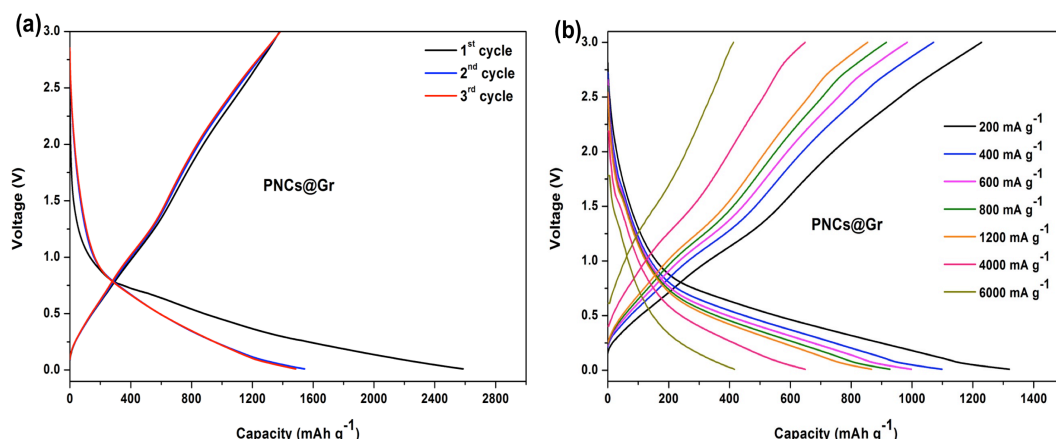 (a)
3.0
2.5
2.0
1.5
1.0
0.5
0.0
Voltage (V)
1st cycle
2nd cycle
3rd cycle
PNCs@Gr
0 400 800 1200 1600 2000 2400 2800
Capacity (mAh g-1)
(b)
3.0
2.5
2.0
1.5
1.0
0.5
0.0
Voltage (V)
200 mA g-1
400 mA g-1
600 mA g-1
800 mA g-1
1200 mA g-1
4000 mA g-1
6000 mA g-1
PNCs@Gr
0 200 400 600 800 1000 1200 1400
Capacity (mAh g-1)